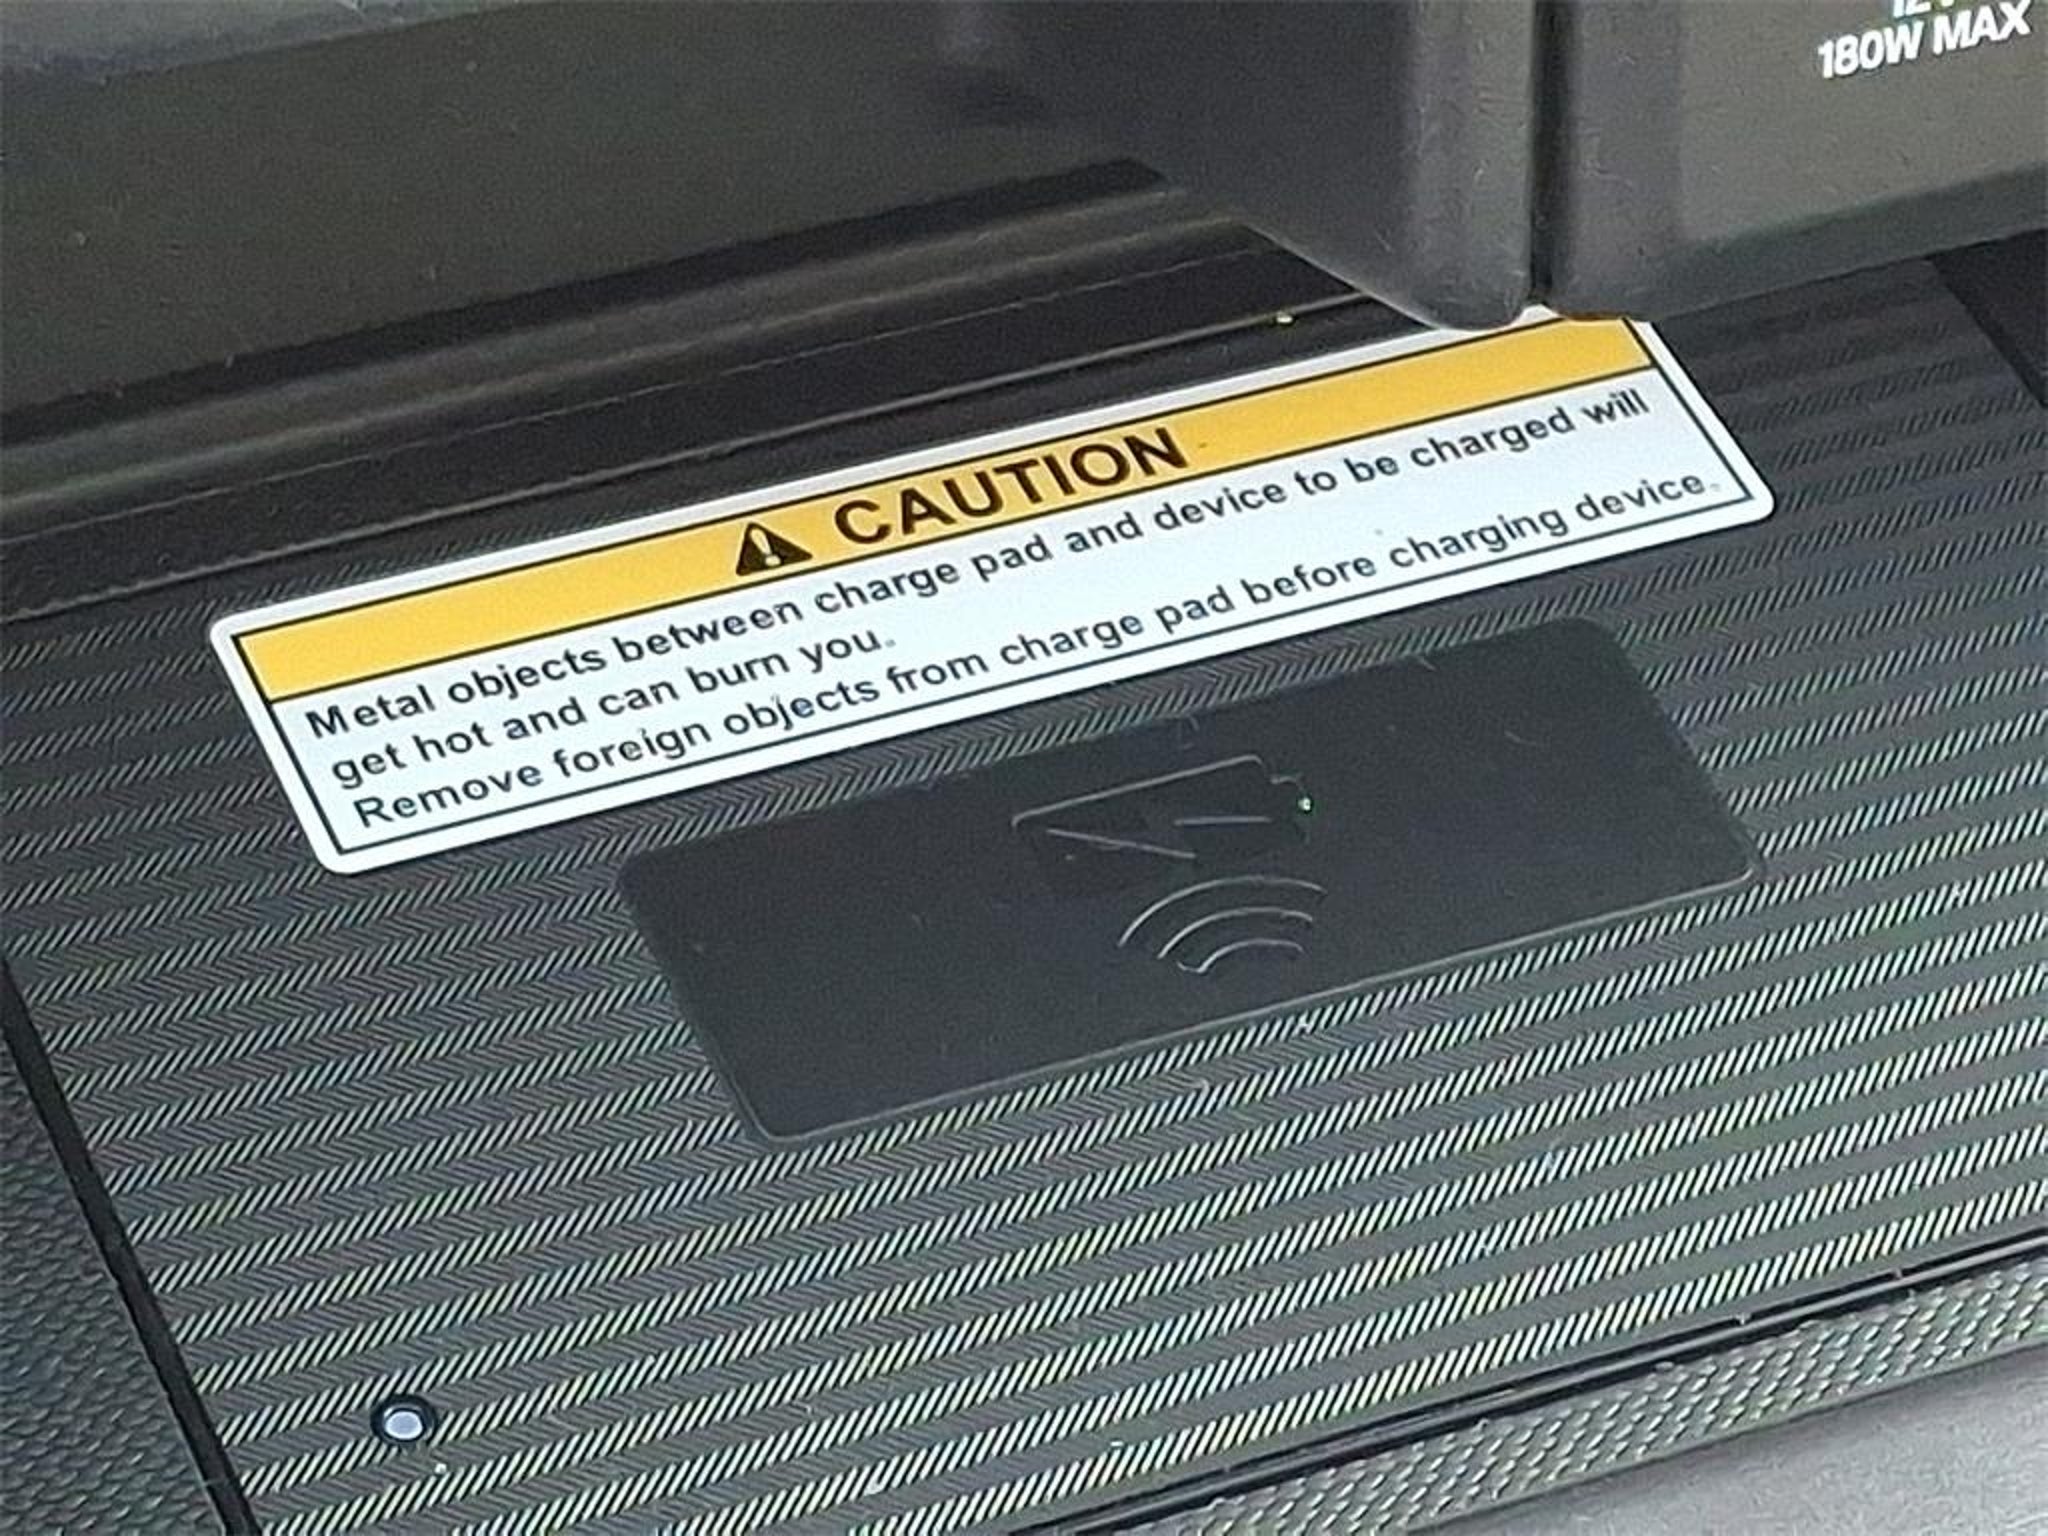 180W MAX
CAUTION
Metal objects between charge pad and device to be charged will
get hot and can burn you.
Remove foreign objects from charge pad before charging device.